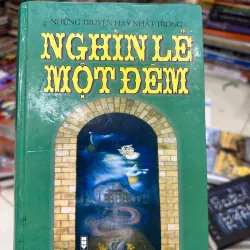 NHỮNG TRUYỆN HAY NHẤT TRONG
NGHÌN LẺ
MỘT ĐÊM